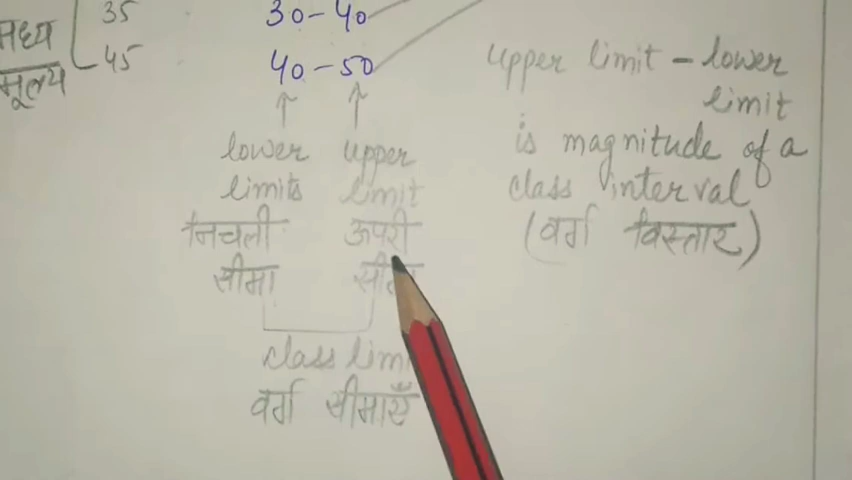 35
मध्य
मूल्य
45
30-40
40-50
lower
limits
निचली
सीमा
upper
limit
ऊपरी
class
वर्ग सीमाएँ
upper limit - lower
limit
is magnitude of a
class interval
(वर्ग विस्तार)